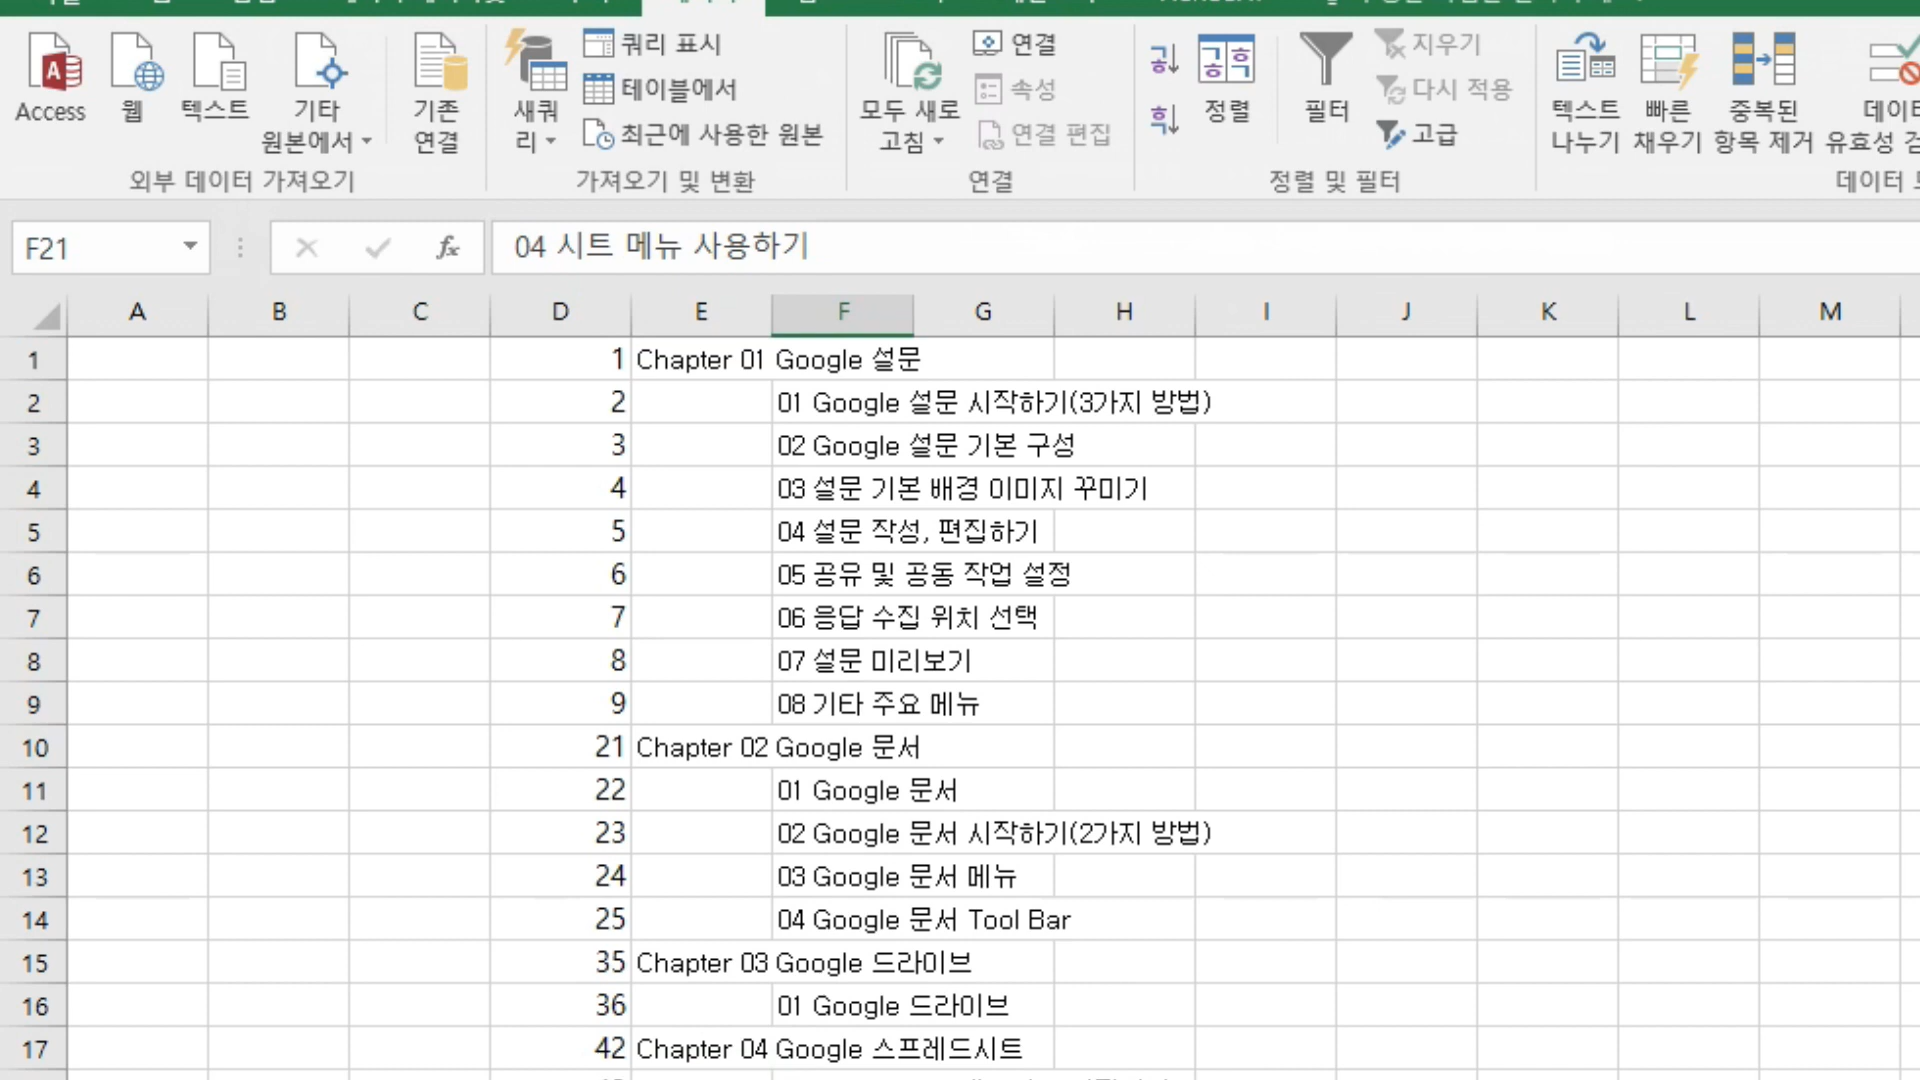 Access 웹 텍스트 기타 원본에서 기존 연결
외부 데이터 가져오기
새 쿼리 쿼리 표시
테이블에서
최근에 사용한 원본
가져오기 및 변환
모두 새로 고침 연결
속성
연결 편집
연결
정렬 필터 지우기
다시 적용
고급
정렬 및 필터
텍스트 나누기 빠른 채우기 중복된 항목 제거
유효성
데이터
F21 fx 04 시트 메뉴 사용하기
A B C D E F G H I J K L M
1 1 Chapter 01 Google 설문
2 2 01 Google 설문 시작하기(3가지 방법)
3 3 02 Google 설문 기본 구성
4 4 03 설문 기본 배경 이미지 꾸미기
5 5 04 설문 작성, 편집하기
6 6 05 공유 및 공동 작업 설정
7 7 06 응답 수집 위치 선택
8 8 07 설문 미리보기
9 9 08 기타 주요 메뉴
10 21 Chapter 02 Google 문서
11 22 01 Google 문서
12 23 02 Google 문서 시작하기(2가지 방법)
13 24 03 Google 문서 메뉴
14 25 04 Google 문서 Tool Bar
15 35 Chapter 03 Google 드라이브
16 36 01 Google 드라이브
17 42 Chapter 04 Google 스프레드시트